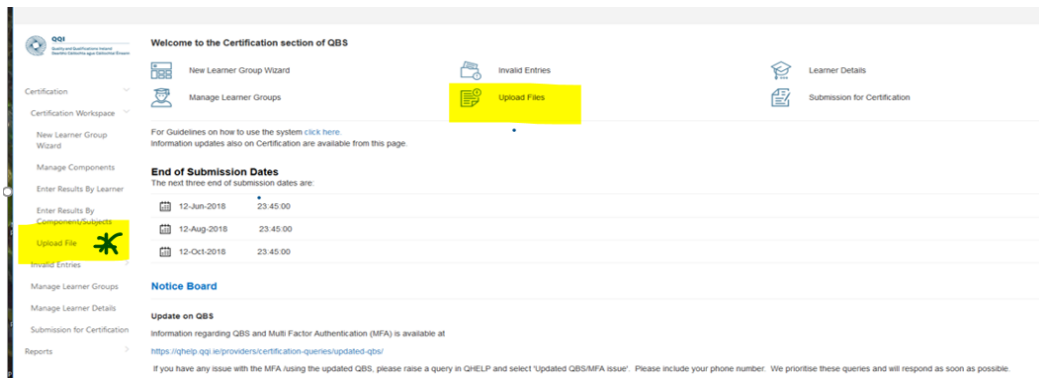 QQI
Quality and Qualifications Ireland
Dearbhú Cáilíochta agus Cáilíochtaí Éireann
Certification
Certification Workspace
New Learner Group
Wizard
Manage Components
Enter Results By Learner
Enter Results By
Component/Subjects
Upload File
Invalid Entries
Manage Learner Groups
Manage Learner Details
Submission for Certification
Reports
Welcome to the Certification section of QBS
New Learner Group Wizard
Invalid Entries
Learner Details
Manage Learner Groups
Upload Files
Submission for Certification
For Guidelines on how to use the system click here.
Information updates also on Certification are available from this page.
End of Submission Dates
The next three end of submission dates are:
12-Jun-2018 23:45:00
12-Aug-2018 23:45:00
12-Oct-2018 23:45:00
Notice Board
Update on QBS
Information regarding QBS and Multi Factor Authentication (MFA) is available at
https://qhelp.qqi.ie/providers/certification-queries/updated-qbs/
If you have any issue with the MFA /using the updated QBS, please raise a query in QHELP and select 'Updated QBS/MFA issue'. Please include your phone number. We prioritise these queries and will respond as soon as possible.